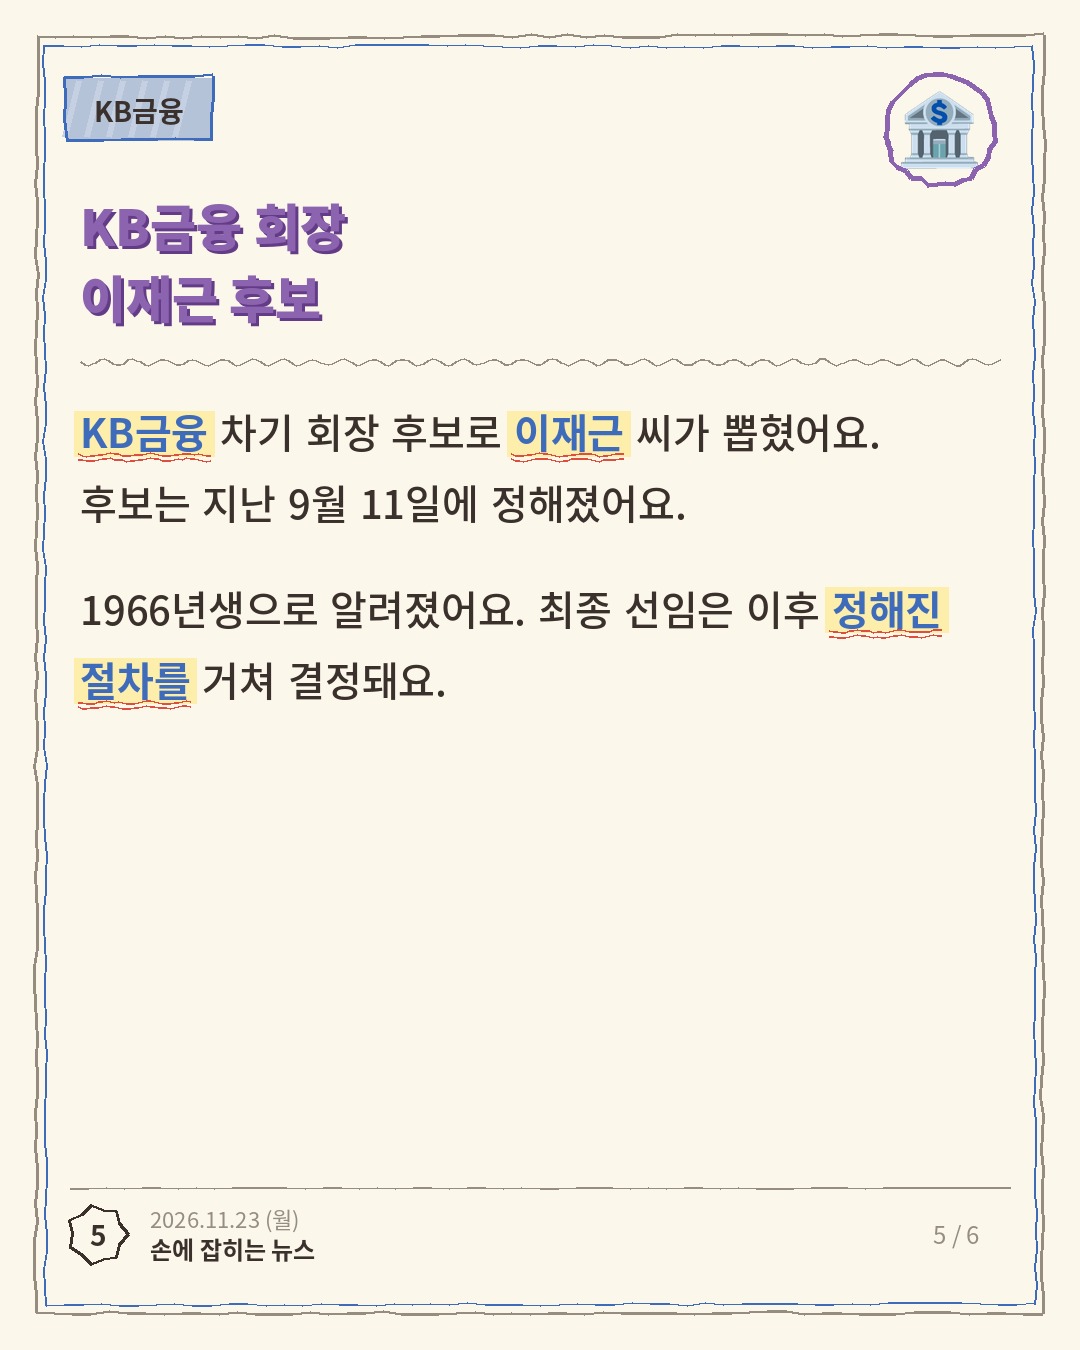 KB금융
KB금융 회장
이재근 후보
KB금융 차기 회장 후보로 이재근 씨가 뽑혔어요.
후보는 지난 9월 11일에 정해졌어요.
1966년생으로 알려졌어요. 최종 선임은 이후 정해진
절차를 거쳐 결정돼요.
5
2026.11.23 (월)
손에 잡히는 뉴스
5 / 6